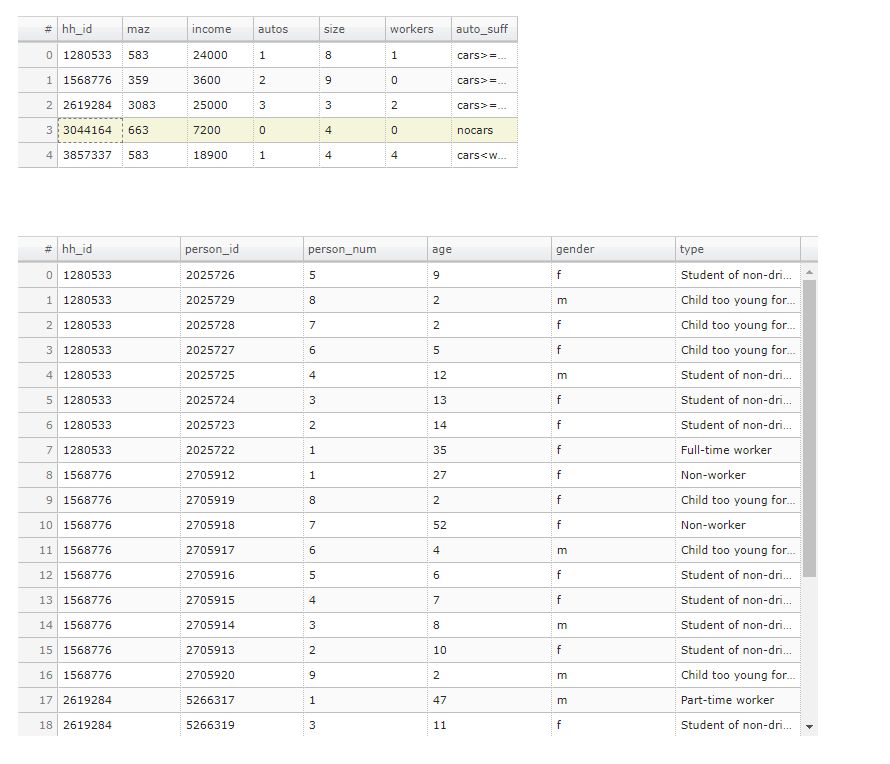 # hh_id maz income autos size workers auto_suff
0 1280533 583 24000 1 8 1 cars>=...
1 1568776 359 3600 2 9 0 cars>=...
2 2619284 3083 25000 3 3 2 cars>=...
3 3044164 663 7200 0 4 0 nocars
4 3857337 583 18900 1 4 4 cars<w...
# hh_id person_id person_num age gender type
0 1280533 2025726 5 9 f Student of non-dri...
1 1280533 2025729 8 2 m Child too young for...
2 1280533 2025728 7 2 f Child too young for...
3 1280533 2025727 6 5 f Child too young for...
4 1280533 2025725 4 12 m Student of non-dri...
5 1280533 2025724 3 13 f Student of non-dri...
6 1280533 2025723 2 14 f Student of non-dri...
7 1280533 2025722 1 35 f Full-time worker
8 1568776 2705912 1 27 f Non-worker
9 1568776 2705919 8 2 f Child too young for...
10 1568776 2705918 7 52 f Non-worker
11 1568776 2705917 6 4 m Child too young for...
12 1568776 2705916 5 6 f Student of non-dri...
13 1568776 2705915 4 7 f Student of non-dri...
14 1568776 2705914 3 8 m Student of non-dri...
15 1568776 2705913 2 10 f Student of non-dri...
16 1568776 2705920 9 2 m Child too young for...
17 2619284 5266317 1 47 m Part-time worker
18 2619284 5266319 3 11 f Student of non-dri...